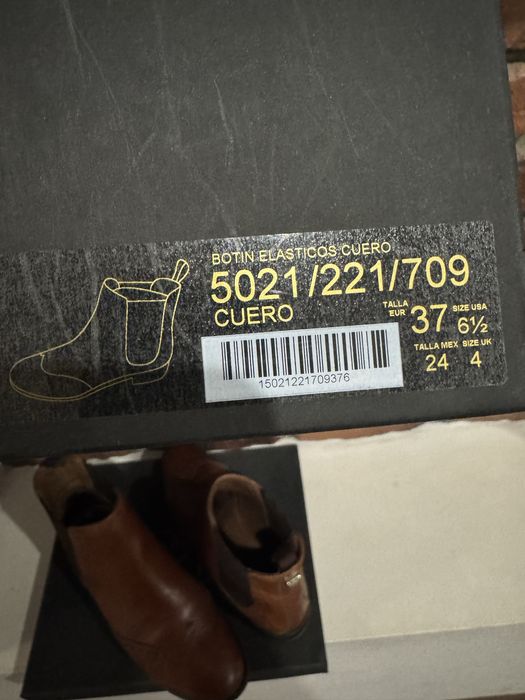 BOTIN ELASTICOS CUERO
5021/221/709
CUERO
TALLA EUR 37 SIZE USA 6½
TALLA MEX 24 SIZE UK 4
15021221709376